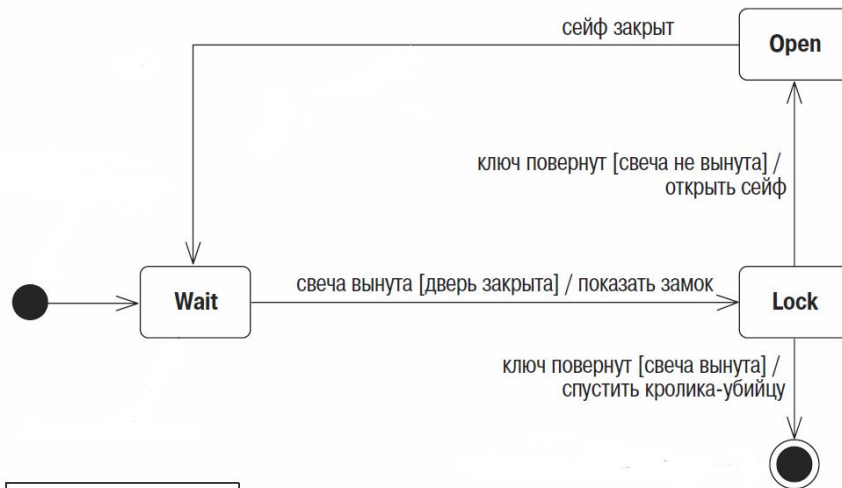 сейф закрыт
Open
ключ повернут [свеча не вынута] /
открыть сейф
свеча вынута [дверь закрыта] / показать замок
Wait
Lock
ключ повернут [свеча вынута] /
спустить кролика-убийцу